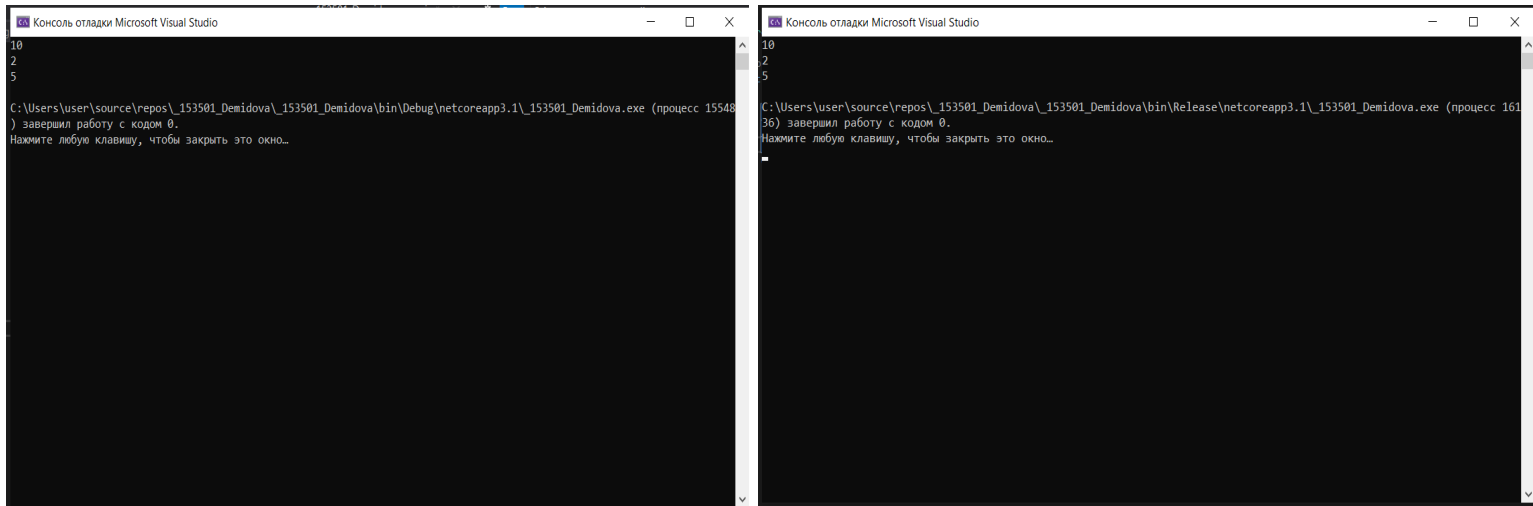 Консоль отладки Microsoft Visual Studio
10
2
5
C:\Users\user\source\repos\_153501_Demidova\_153501_Demidova\bin\Debug\netcoreapp3.1\_153501_Demidova.exe (процесс 15548
) завершил работу с кодом 0.
Нажмите любую клавишу, чтобы закрыть это окно…
Консоль отладки Microsoft Visual Studio
10
2
5
C:\Users\user\source\repos\_153501_Demidova\_153501_Demidova\bin\Release\netcoreapp3.1\_153501_Demidova.exe (процесс 161
36) завершил работу с кодом 0.
Нажмите любую клавишу, чтобы закрыть это окно…